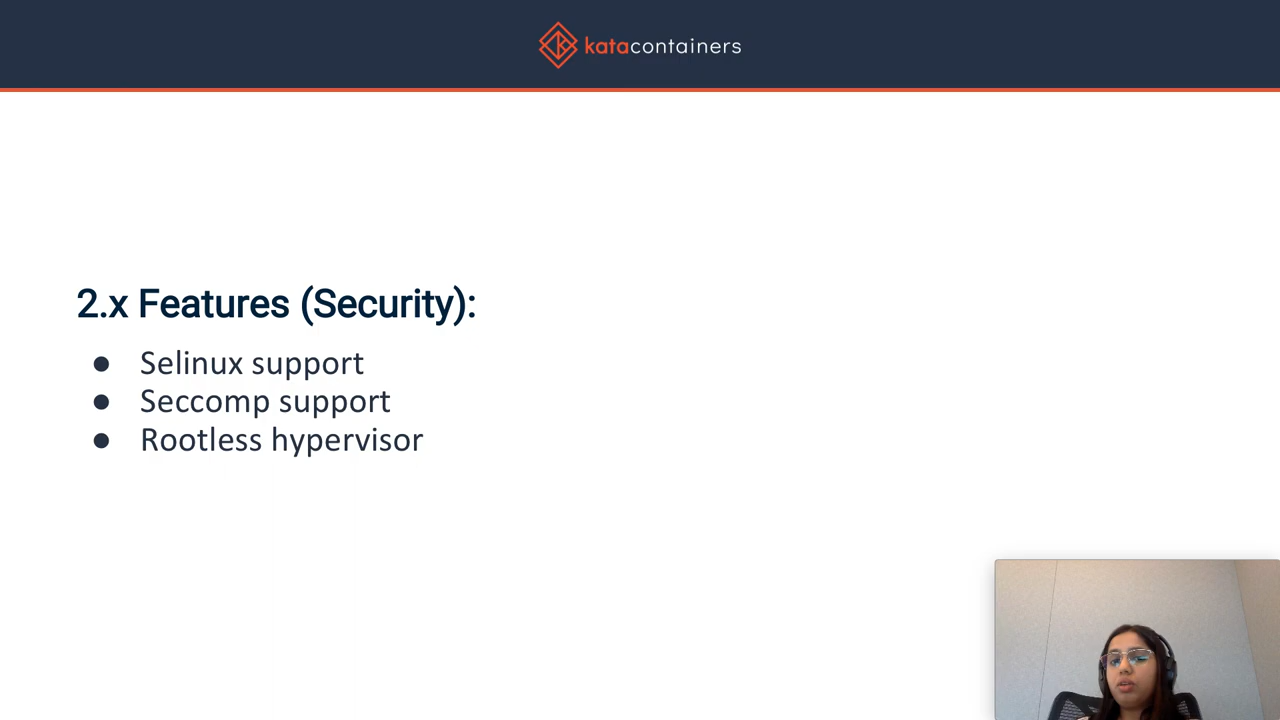 katacontainers
2.x Features (Security):
● Selinux support
● Seccomp support
● Rootless hypervisor